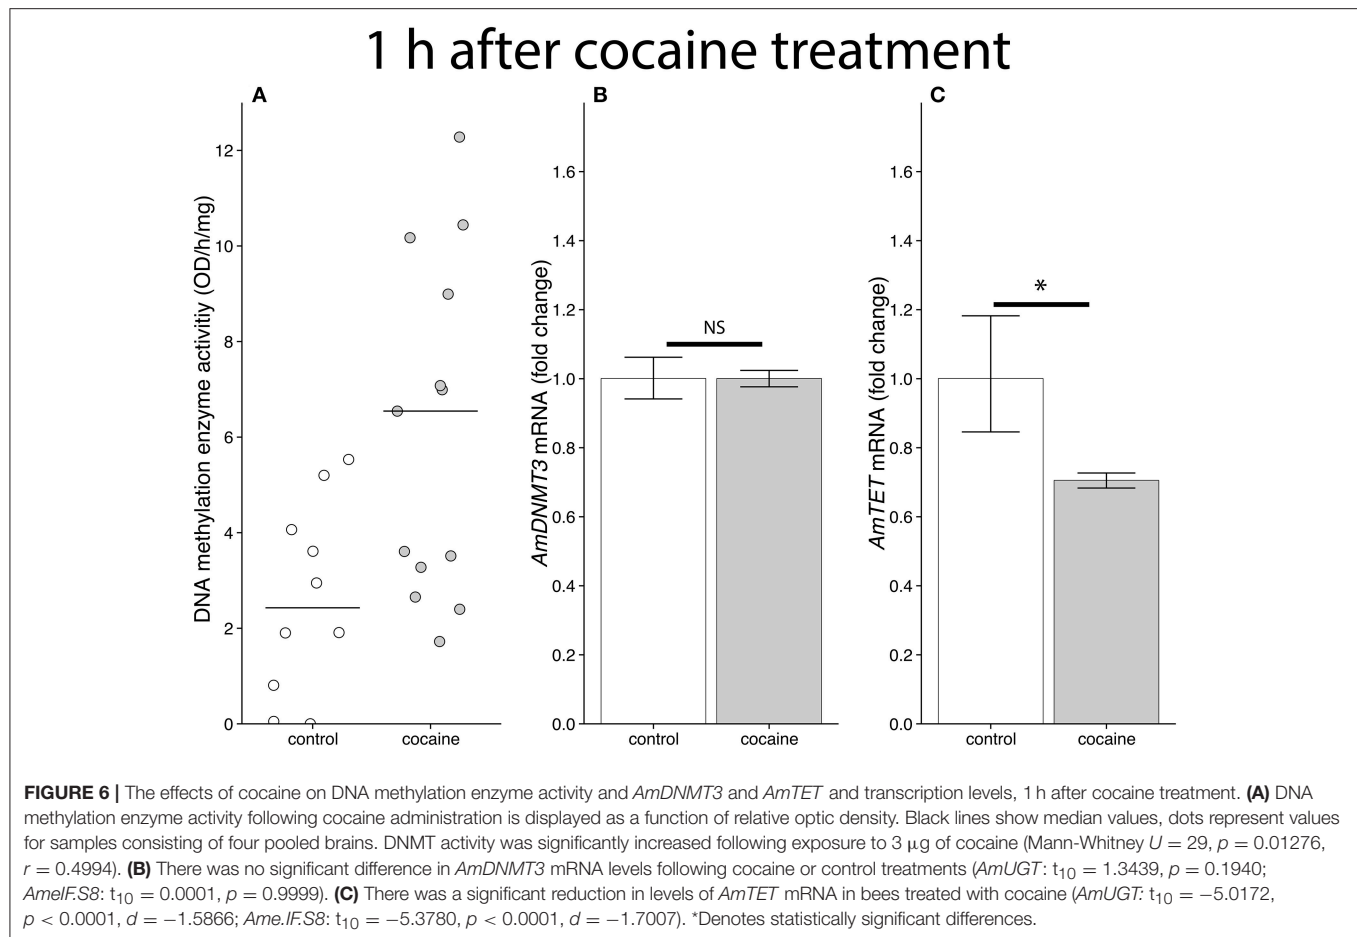 1 h after cocaine treatment
A
B
C
DNA methylation enzyme activitiy (OD/h/mg)
12
10
8
6
4
2
0
control
cocaine
AmDNMT3 mRNA (fold change)
1.6
1.4
1.2
1.0
0.8
0.6
0.4
0.2
0.0
NS
control
cocaine
AmTET mRNA (fold change)
1.6
1.4
1.2
1.0
0.8
0.6
0.4
0.2
0.0
*
control
cocaine
FIGURE 6 | The effects of cocaine on DNA methylation enzyme activity and AmDNMT3 and AmTET and transcription levels, 1 h after cocaine treatment. (A) DNA
methylation enzyme activity following cocaine administration is displayed as a function of relative optic density. Black lines show median values, dots represent values
for samples consisting of four pooled brains. DNMT activity was significantly increased following exposure to 3 μg of cocaine (Mann-Whitney U = 29, p = 0.01276,
r = 0.4994). (B) There was no significant difference in AmDNMT3 mRNA levels following cocaine or control treatments (AmUGT: t10 = 1.3439, p = 0.1940;
AmeIF.S8: t10 = 0.0001, p = 0.9999). (C) There was a significant reduction in levels of AmTET mRNA in bees treated with cocaine (AmUGT: t10 = −5.0172,
p < 0.0001, d = −1.5866; Ame.IF.S8: t10 = −5.3780, p < 0.0001, d = −1.7007). *Denotes statistically significant differences.